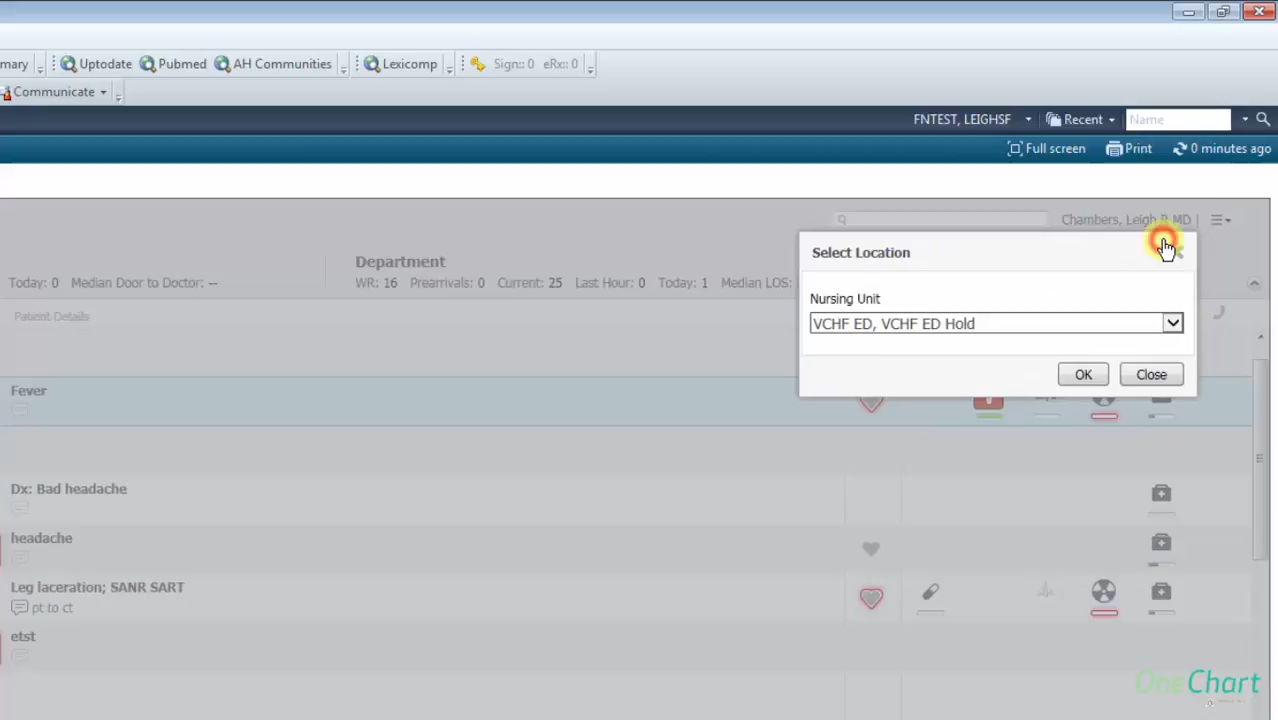 mary
Uptodate
Pubmed
AH Communities
Lexicomp
Sign:: 0
eRx:: 0
Communicate
FNTEST, LEIGHSF
Recent
Name
Full screen
Print
0 minutes ago
Chambers, Leigh R MD |
Select Location
Department
Today: 0 Median Door to Doctor: --
WR: 16 Prearrivals: 0 Current: 25 Last Hour: 0 Today: 1 Median LOS:
Nursing Unit
Patient Details
VCHF ED, VCHF ED Hold
OK
Close
Fever
Dx: Bad headache
headache
Leg laceration; SANR SART
pt to ct
etst
OneChart